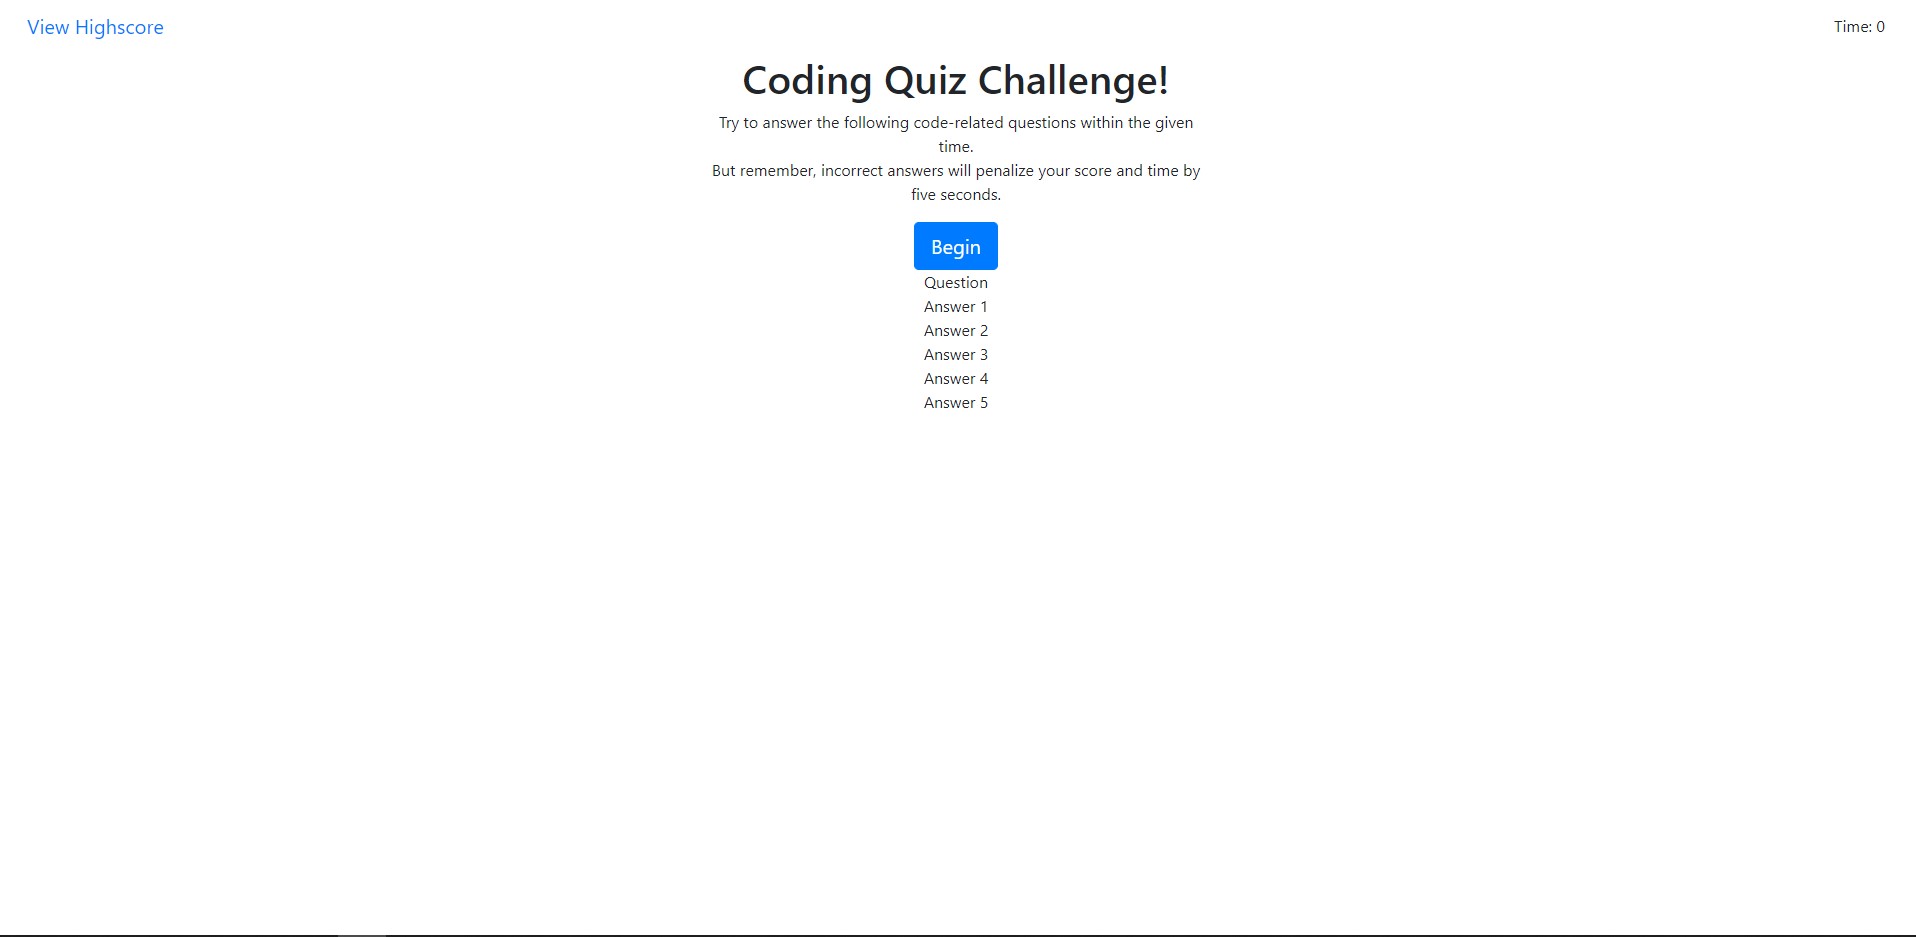 View Highscore
Time: 0
Coding Quiz Challenge!
Try to answer the following code-related questions within the given
time.
But remember, incorrect answers will penalize your score and time by
five seconds.
Begin
Question
Answer 1
Answer 2
Answer 3
Answer 4
Answer 5